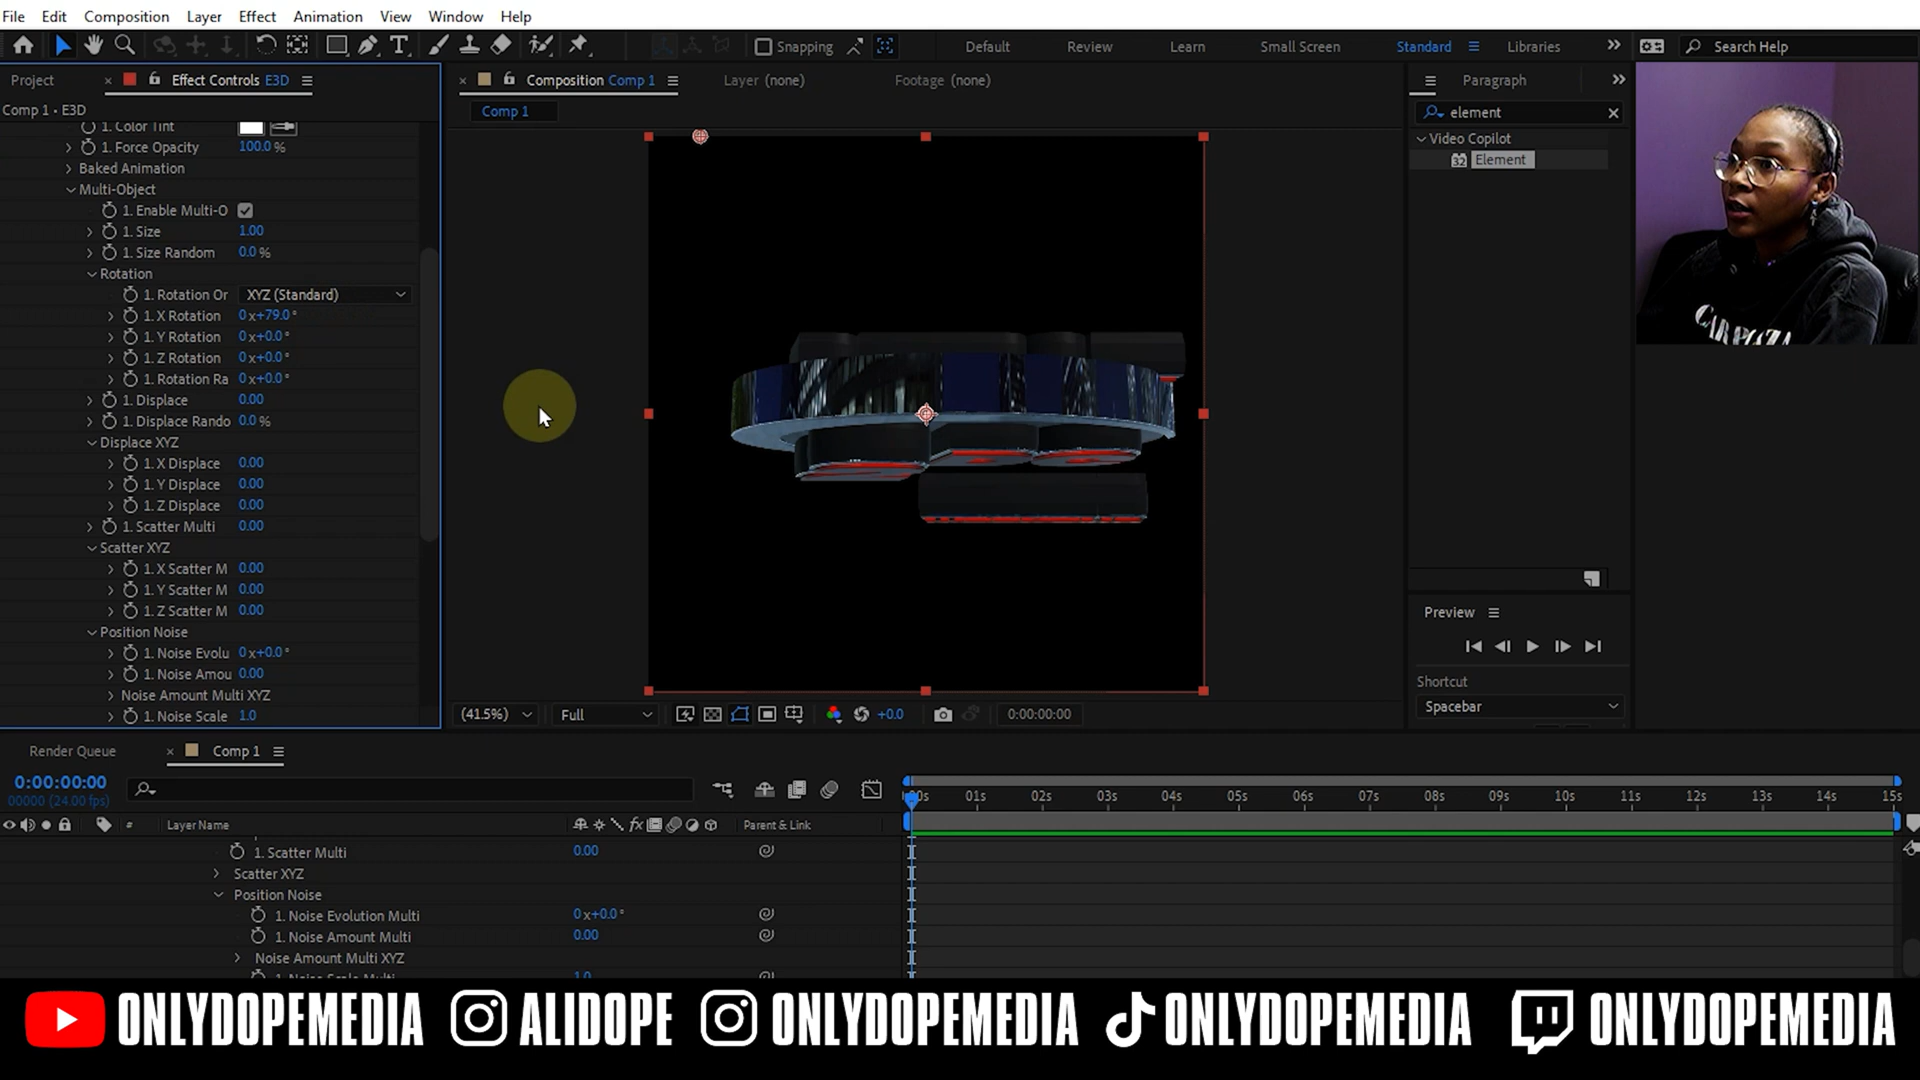 File Edit Composition Layer Effect Animation View Window Help
Snapping Default Review Learn Small Screen Standard Libraries Search Help
Project Effect Controls E3D
Comp 1 • E3D
1. Color Tint
1. Force Opacity 100.0 %
Baked Animation
Multi-Object
1. Enable Multi-O
1. Size 1.00
1. Size Random 0.0 %
Rotation
1. Rotation Or XYZ (Standard)
1. X Rotation 0x+79.0°
1. Y Rotation 0x+0.0°
1. Z Rotation 0x+0.0°
1. Rotation Ra 0x+0.0°
1. Displace 0.00
1. Displace Rando 0.0 %
Displace XYZ
1. X Displace 0.00
1. Y Displace 0.00
1. Z Displace 0.00
1. Scatter Multi 0.00
Scatter XYZ
1. X Scatter M 0.00
1. Y Scatter M 0.00
1. Z Scatter M 0.00
Position Noise
1. Noise Evolu 0x+0.0°
1. Noise Amou 0.00
Noise Amount Multi XYZ
1. Noise Scale 1.0
Composition Comp 1 Layer (none) Footage (none)
Comp 1
(41.5%) Full +0.0 0:00:00:00
Paragraph
element
Video Copilot
32 Element
Preview
Shortcut
Spacebar
Render Queue Comp 1
0:00:00:00
00000 (24.00 fps)
# Layer Name fx Parent & Link
1. Scatter Multi 0.00
Scatter XYZ
Position Noise
1. Noise Evolution Multi 0x+0.0°
1. Noise Amount Multi 0.00
Noise Amount Multi XYZ
1. Noise Scale Multi 1.0
00s 01s 02s 03s 04s 05s 06s 07s 08s 09s 10s 11s 12s 13s 14s 15s
ONLYDOPEMEDIA ALIDOPE ONLYDOPEMEDIA ONLYDOPEMEDIA ONLYDOPEMEDIA